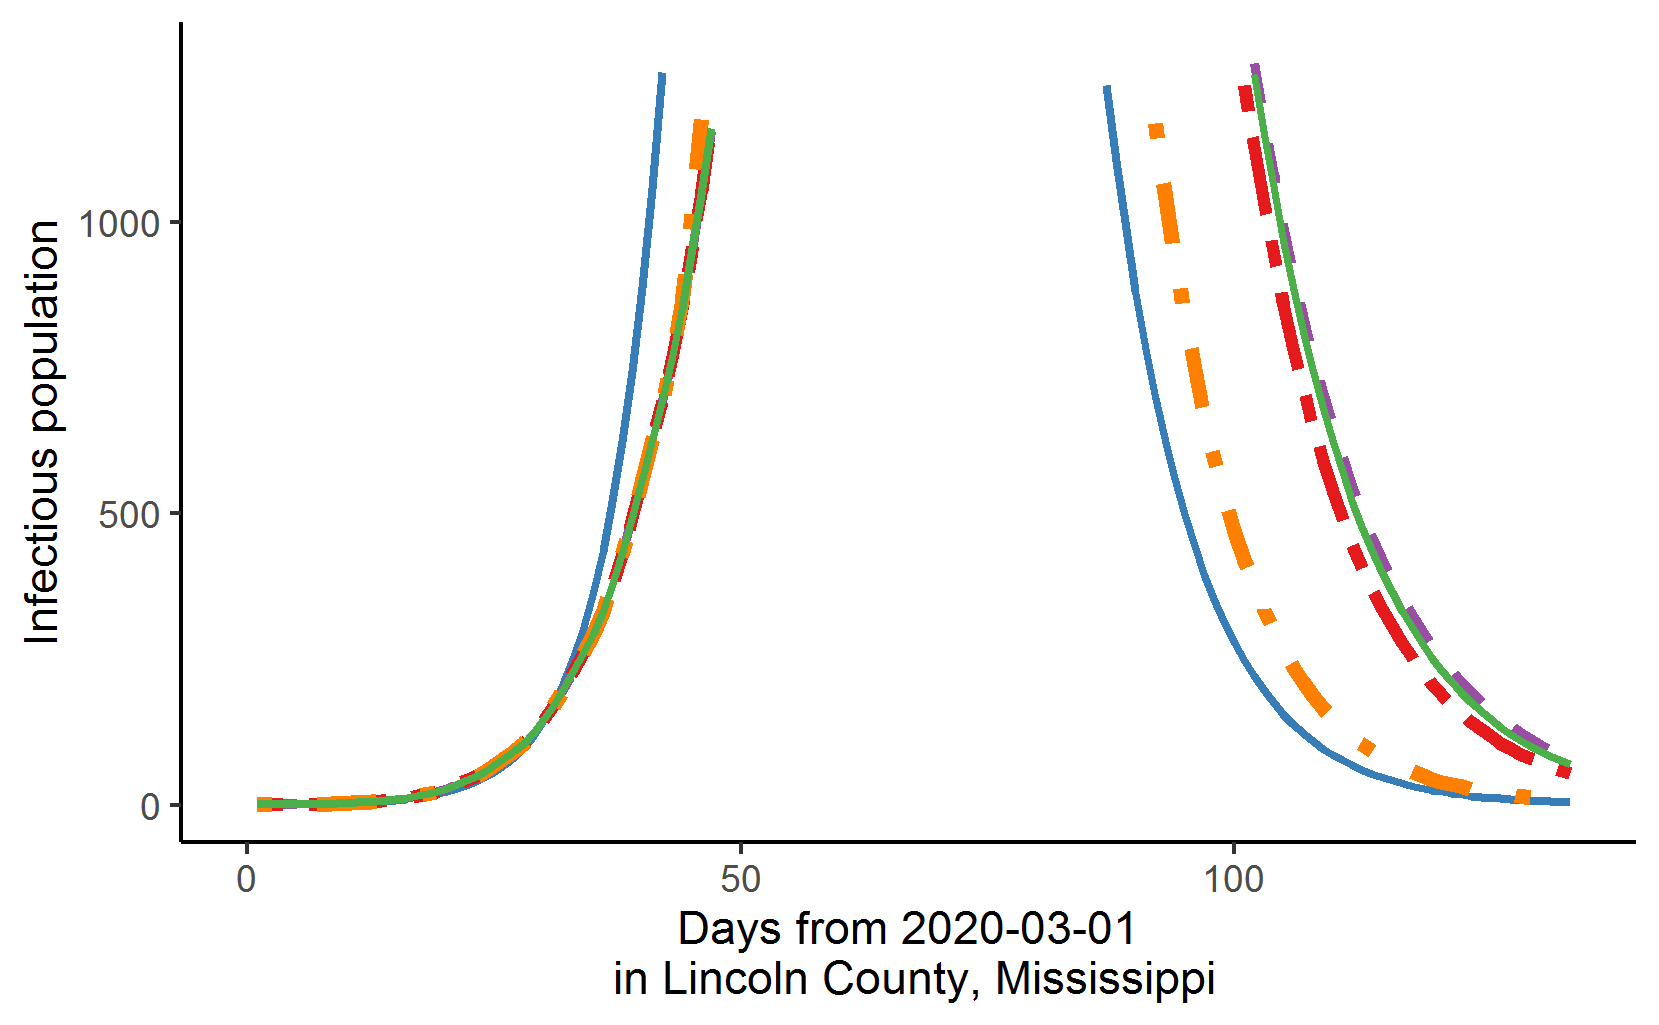 Infectious population
1000
500
0
0 50 100
Days from 2020-03-01
in Lincoln County, Mississippi